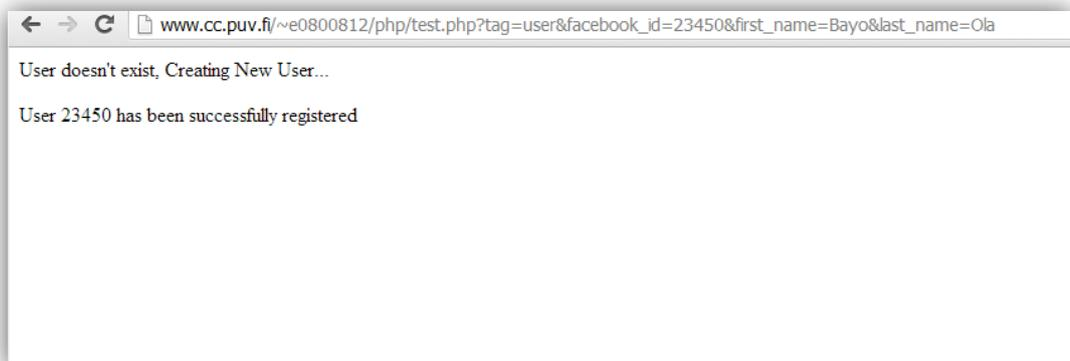 www.cc.puv.fi/~e0800812/php/test.php?tag=user&facebook_id=23450&first_name=Bayo&last_name=Ola
User doesn't exist, Creating New User...
User 23450 has been successfully registered